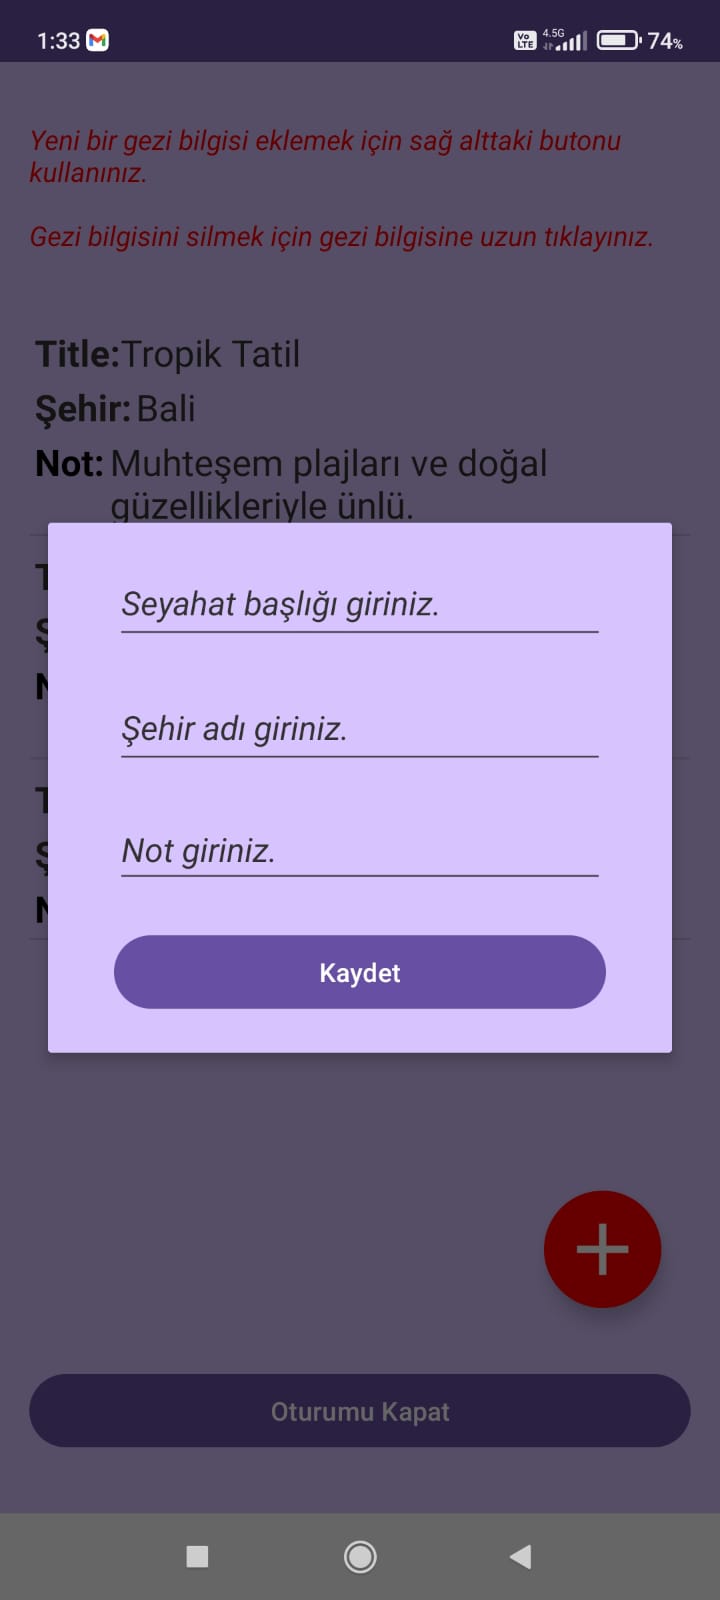 1:33
Vo LTE 4.5G 74%
Yeni bir gezi bilgisi eklemek için sağ alttaki butonu
kullanınız.
Gezi bilgisini silmek için gezi bilgisine uzun tıklayınız.
Title:Tropik Tatil
Şehir: Bali
Not: Muhteşem plajları ve doğal
güzellikleriyle ünlü.
Seyahat başlığı giriniz.
Şehir adı giriniz.
Not giriniz.
Kaydet
Oturumu Kapat